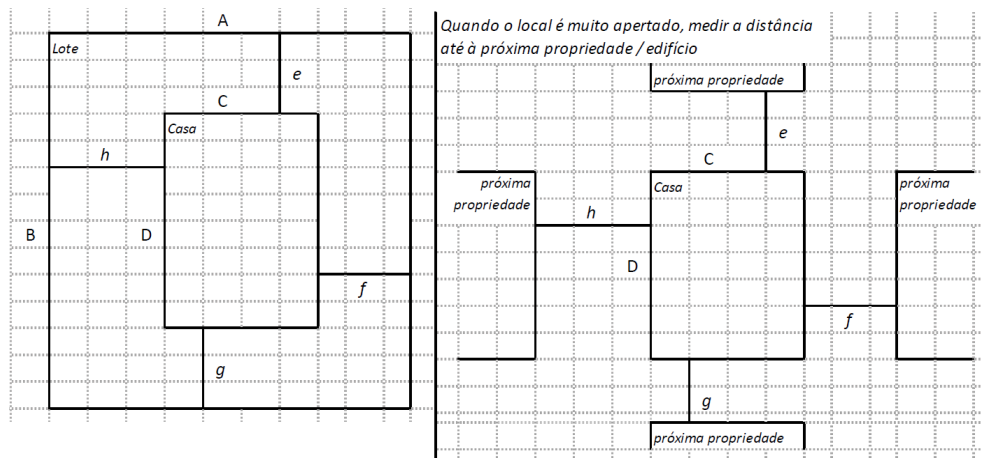 A
Lote
e
C
Casa
h
B
D
f
g
Quando o local é muito apertado, medir a distância
até à próxima propriedade / edifício
próxima propriedade
e
C
próxima
propriedade
Casa
próxima
propriedade
h
D
f
g
próxima propriedade